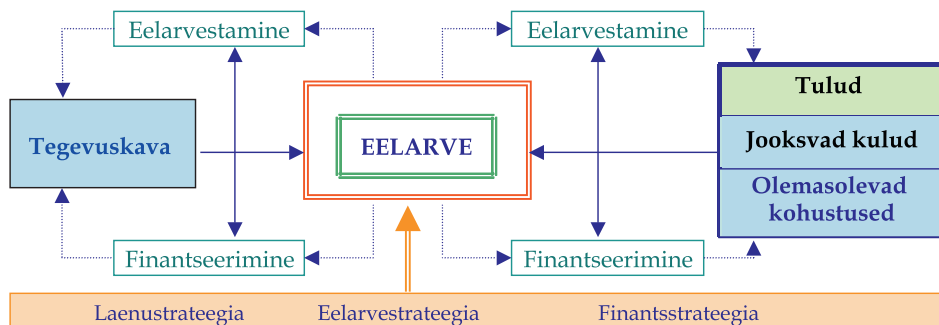 Eelarvestamine
Eelarvestamine
Tegevuskava
EELARVE
Tulud
Jooksvad kulud
Olemasolevad
kohustused
Finantseerimine
Finantseerimine
Laenustrateegia
Eelarvestrateegia
Finantsstrateegia